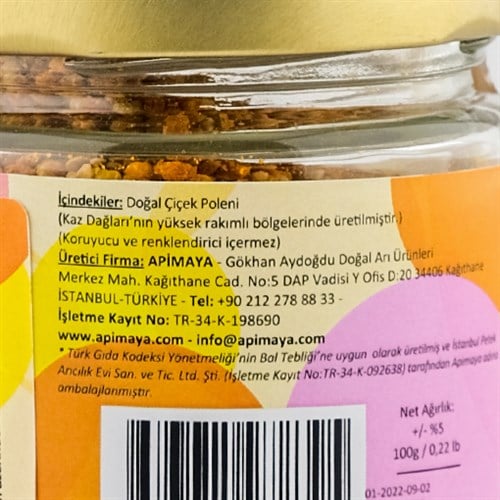 İçindekiler: Doğal Çiçek Poleni
(Kaz Dağları'nın yüksek rakımlı bölgelerinde üretilmiştir.)
(Koruyucu ve renklendirici içermez)
Üretici Firma: APİMAYA - Gökhan Aydoğdu Doğal Arı Ürünleri
Merkez Mah. Kağıthane Cad. No:5 DAP Vadisi Y Ofis D:20 34406 Kağıthane
İSTANBUL-TÜRKİYE - Tel: +90 212 278 88 33 -
İşletme Kayıt No: TR-34-K-198690
www.apimaya.com - info@apimaya.com
* Türk Gıda Kodeksi Yönetmeliği'nin Bal Tebliği'ne uygun olarak üretilmiş ve İstanbul Petek
Arıcılık Evi San. ve Tic. Ltd. Şti. (İşletme Kayıt No:TR-34-K-092638) tarafından Apimaya adına
ambalajlanmıştır.
Net Ağırlık:
+/- %5
100g / 0,22 lb
01-2022-09-02